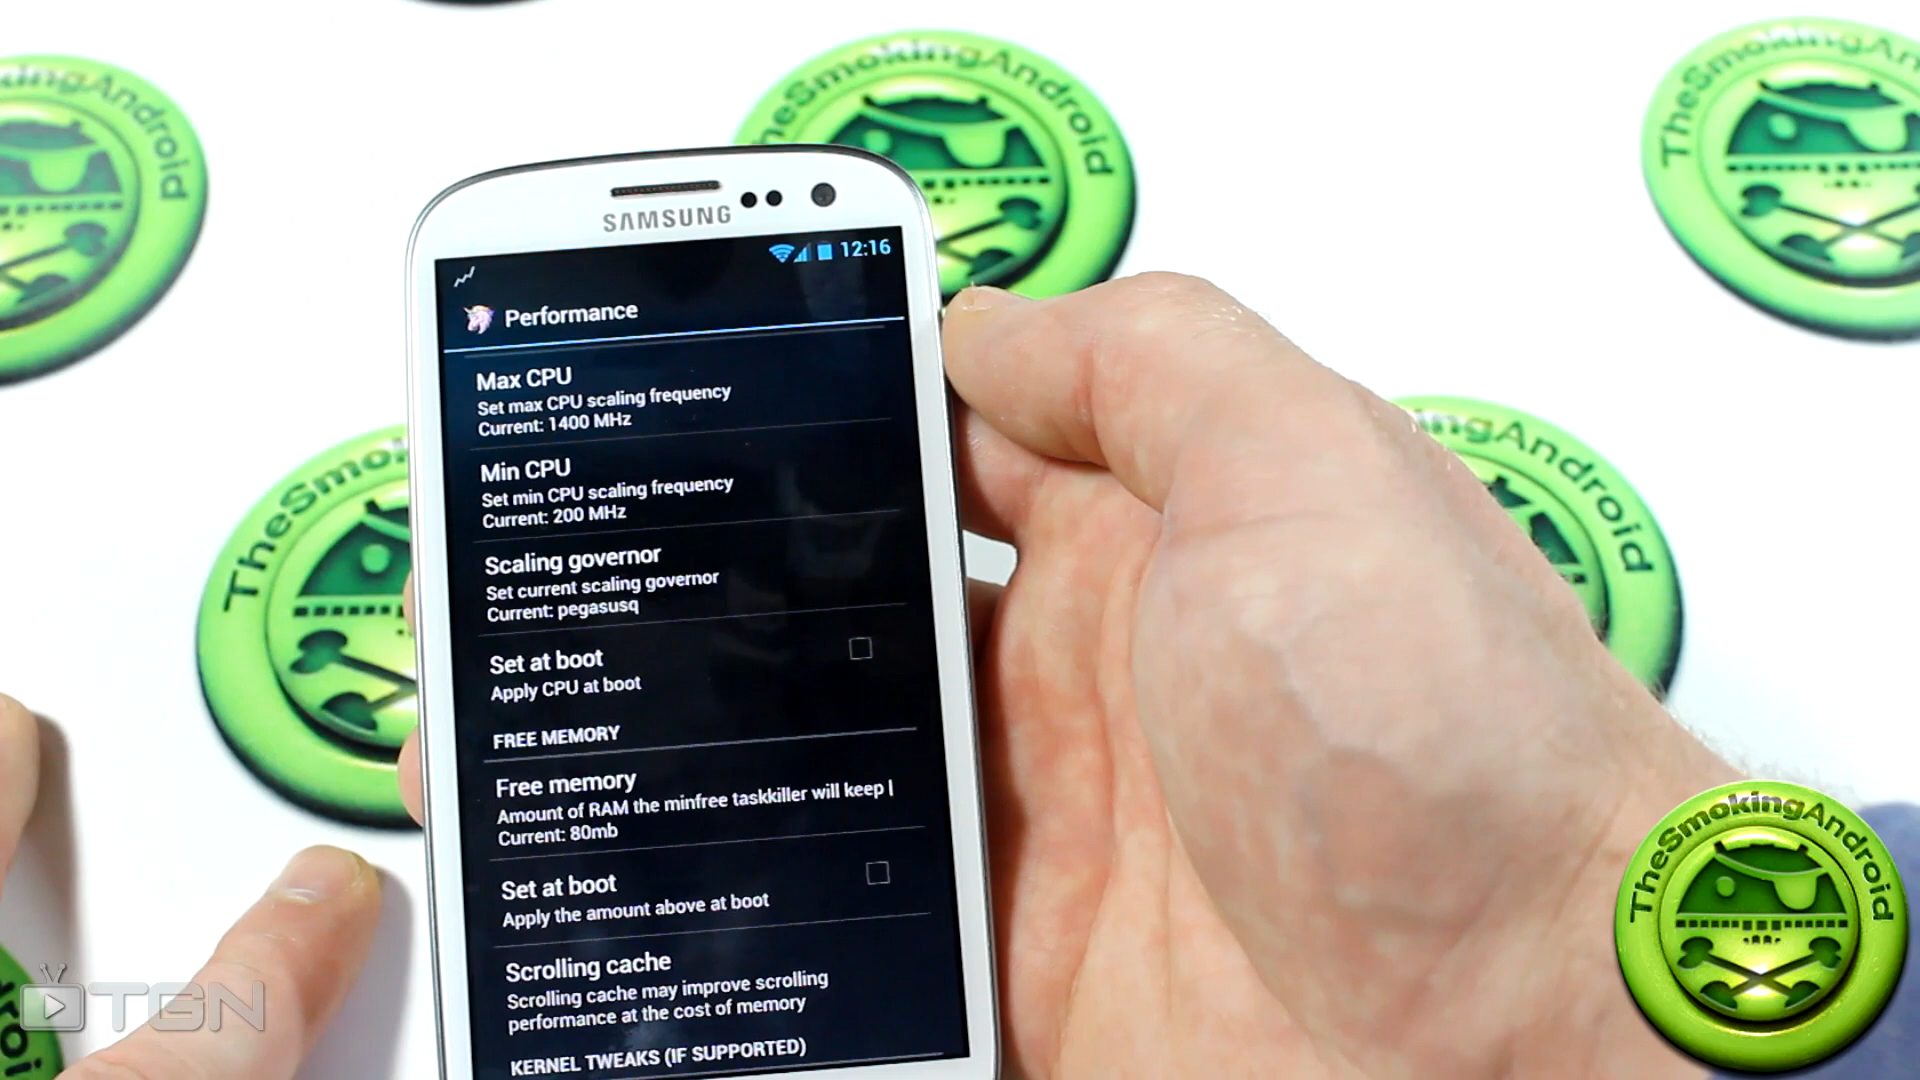 TheSmokingAndroid
TheSmokingAndroid
SAMSUNG
12:16
Performance
Max CPU
Set max CPU scaling frequency
Current: 1400 MHz
Min CPU
Set min CPU scaling frequency
Current: 200 MHz
Scaling governor
Set current scaling governor
Current: pegasusq
Set at boot
Apply CPU at boot
FREE MEMORY
Free memory
Amount of RAM the minfree taskkiller will keep
Current: 80mb
Set at boot
Apply the amount above at boot
Scrolling cache
Scrolling cache may improve scrolling
performance at the cost of memory
KERNEL TWEAKS (IF SUPPORTED)
TheSmo
ingAndroid
TheSmokingAndroid
TGN